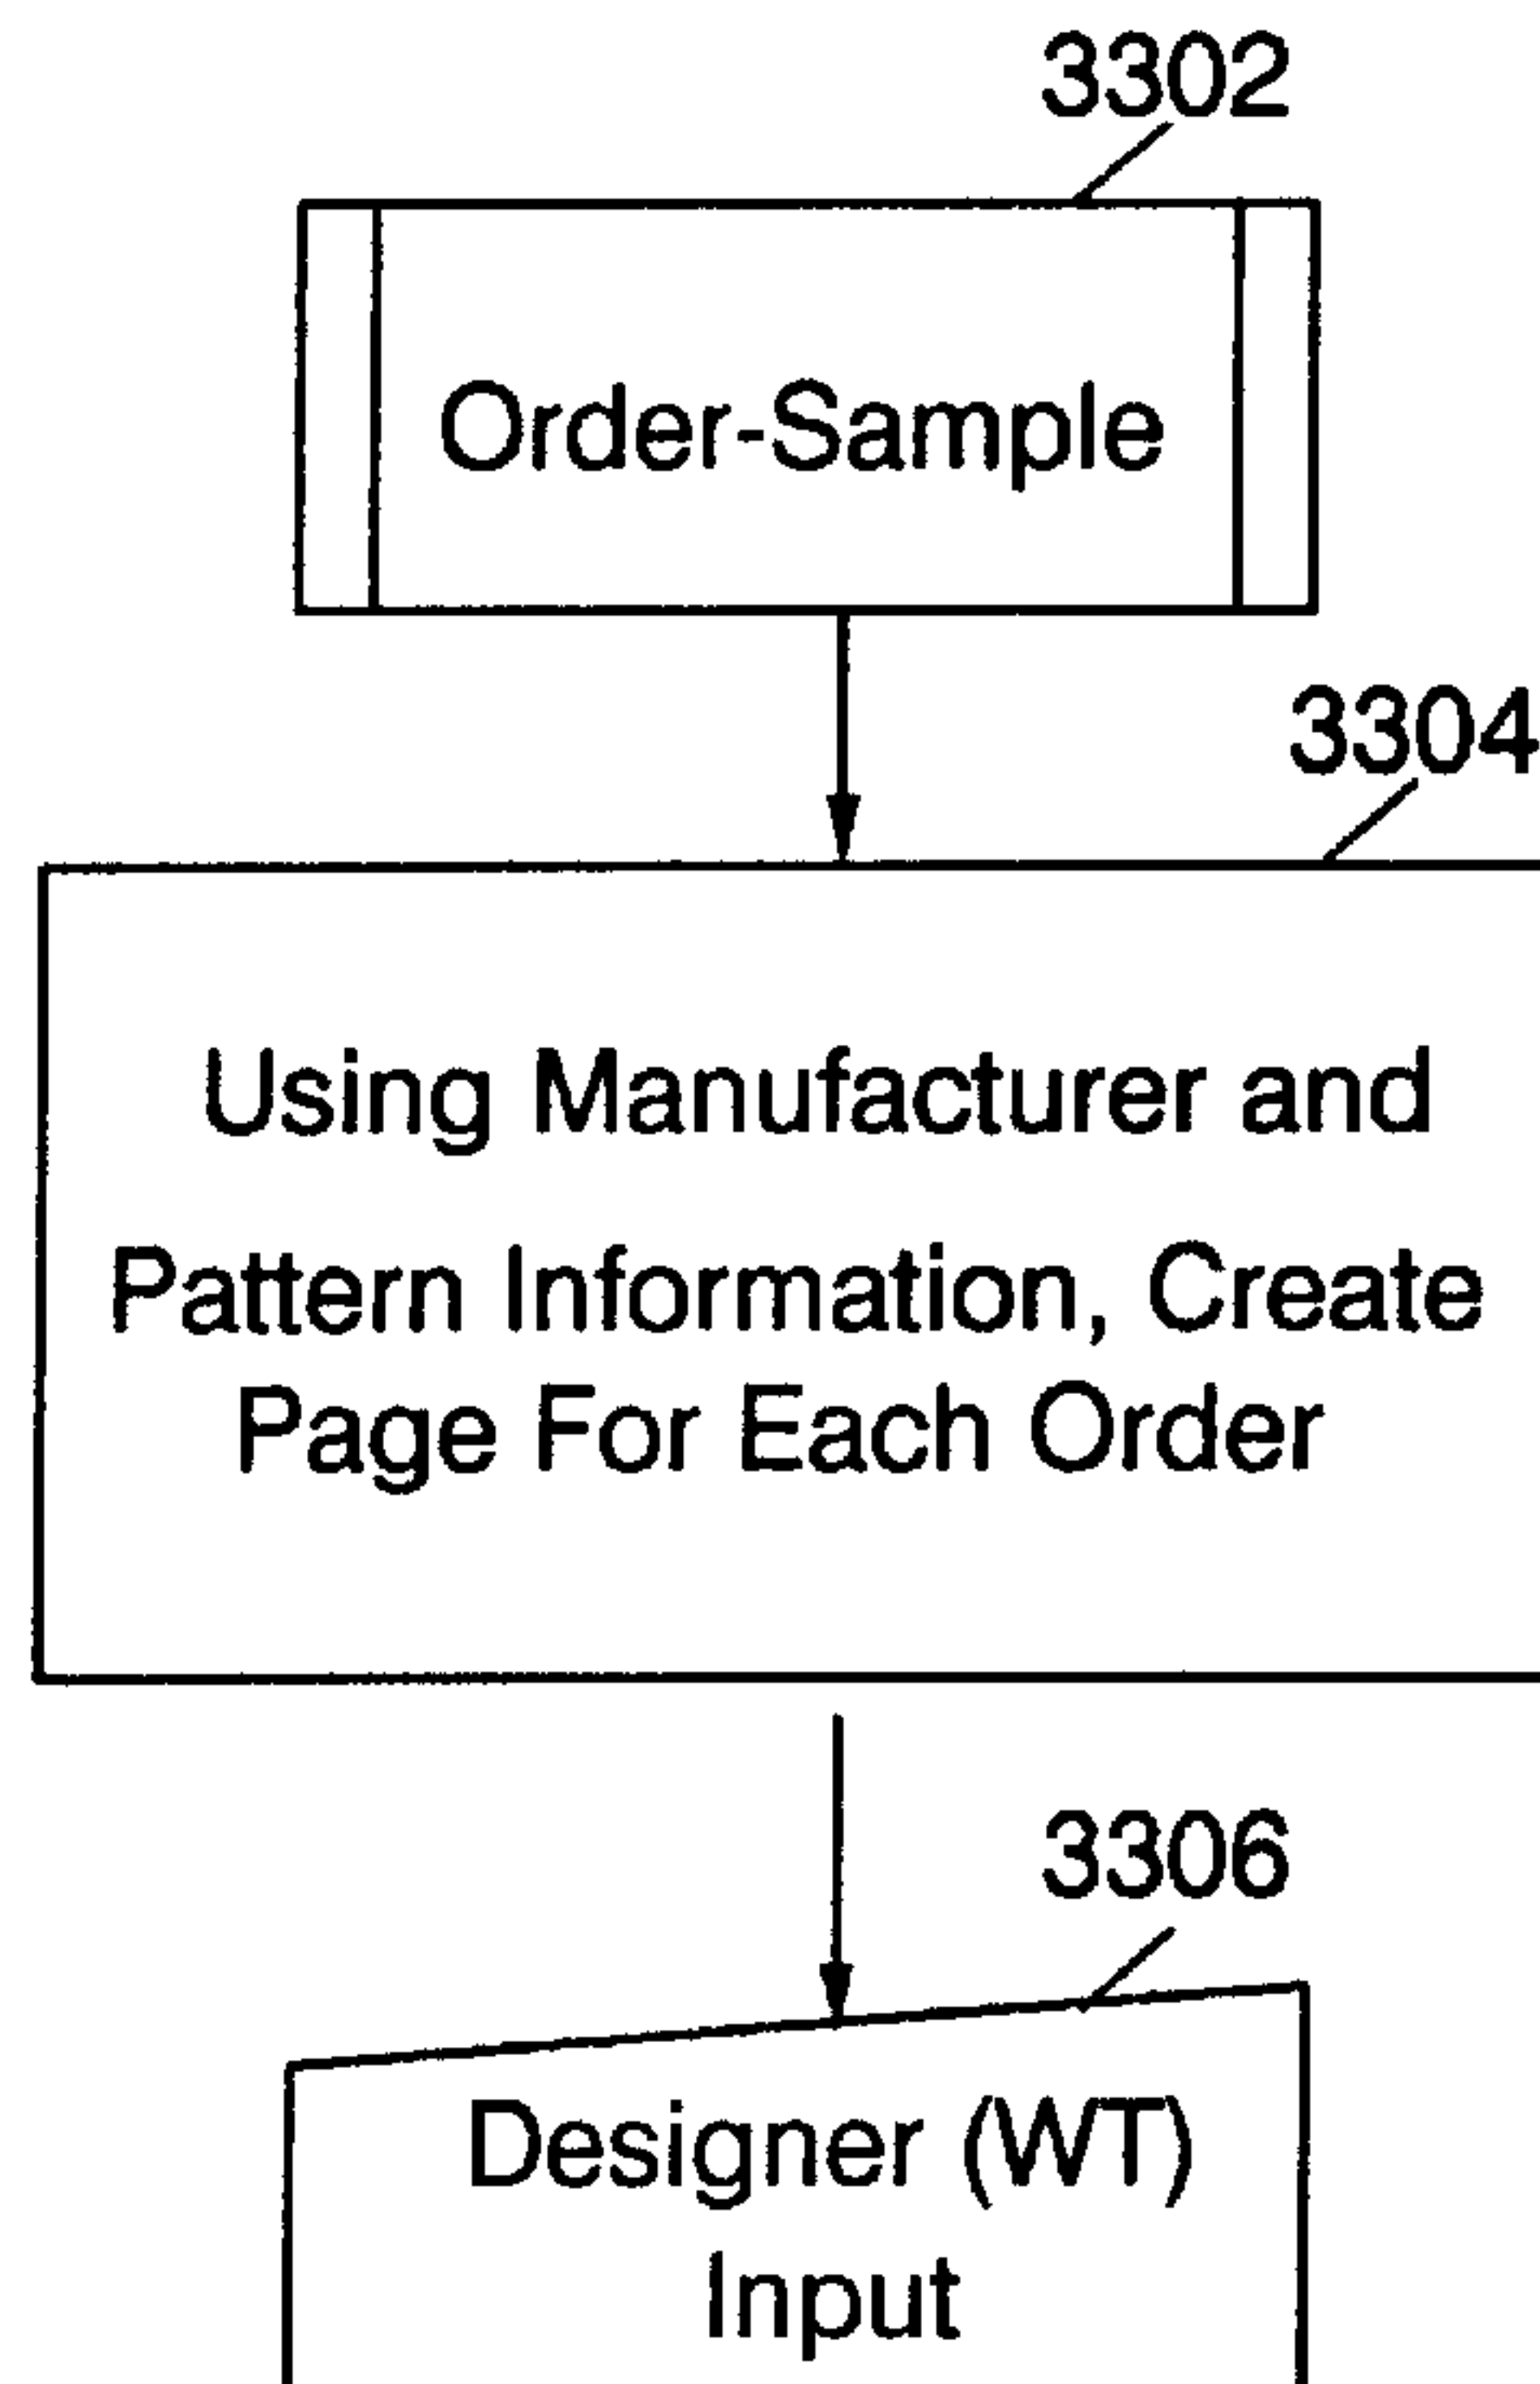 3302
Order-Sample
3304
Using Manufacturer and
Pattern Information, Create
Page For Each Order
3306
Designer (WT)
Input